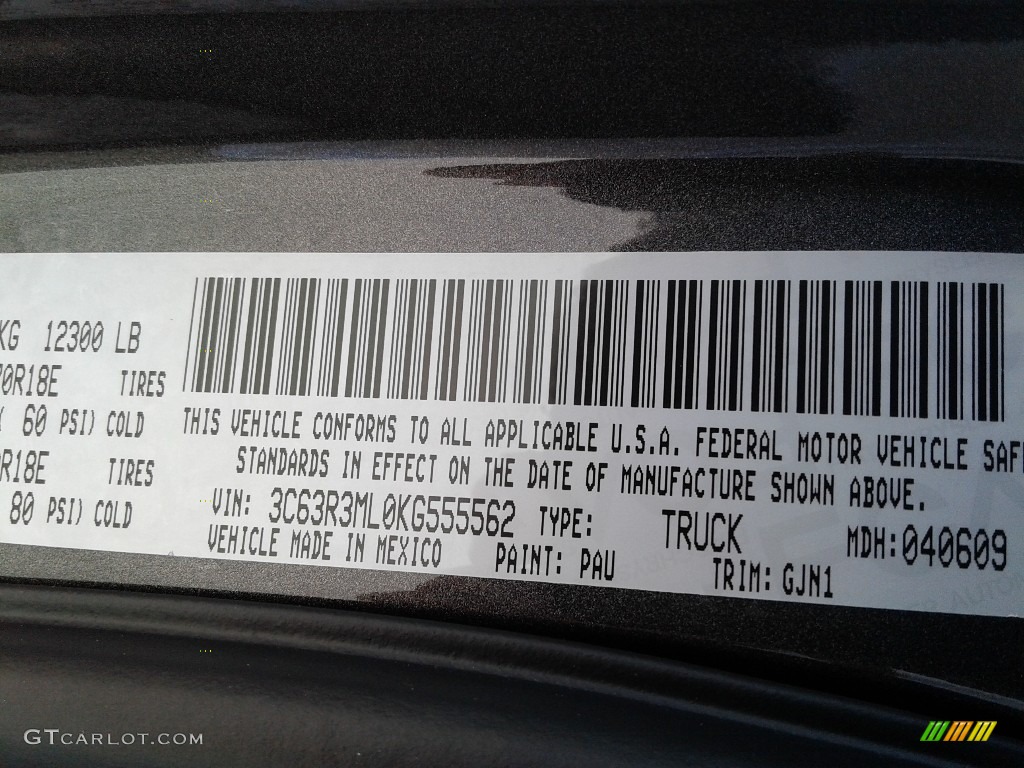 KG 12300 LB
70R18E TIRES
60 PSI) COLD
R18E TIRES
80 PSI) COLD
THIS VEHICLE CONFORMS TO ALL APPLICABLE U.S.A. FEDERAL MOTOR VEHICLE SAF
STANDARDS IN EFFECT ON THE DATE OF MANUFACTURE SHOWN ABOVE.
VIN: 3C63R3ML0KG555562 TYPE: TRUCK MDH:040609
VEHICLE MADE IN MEXICO PAINT: PAU TRIM: GJN1
GTCARLOT.COM